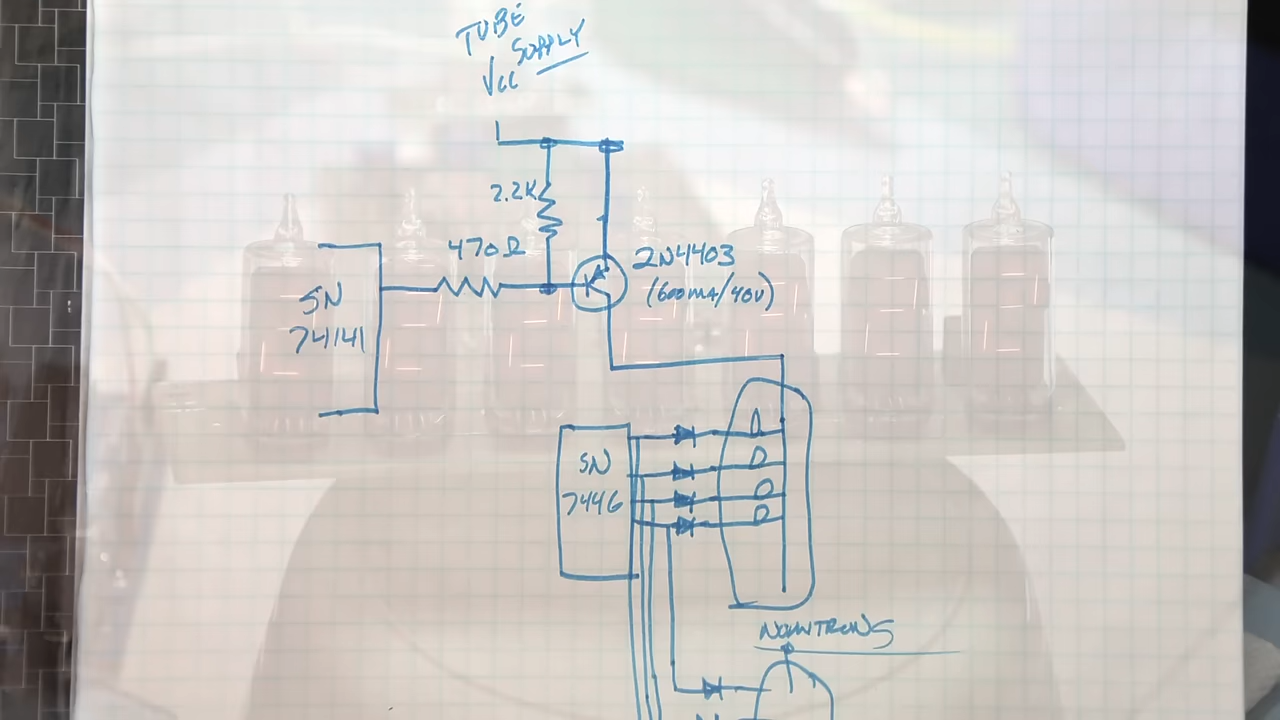 TUBE
SUPPLY
VCC
2.2K
470Ω
2N4403
(600mA/40V)
SN
74141
SN
7446
NUMITRONS